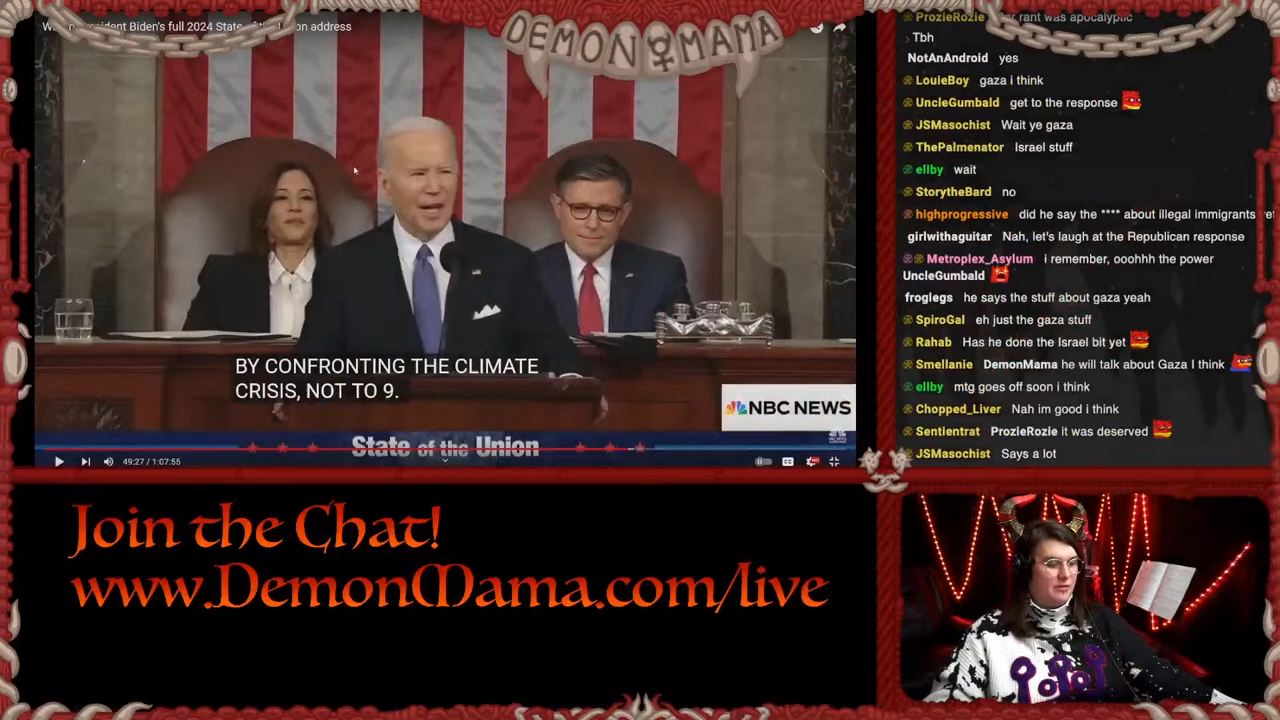 President Biden's full 2024 State of the Union address
DEMON MAMA
BY CONFRONTING THE CLIMATE
CRISIS, NOT TO 9.
NBC NEWS
State of the Union
49:27 / 1:07:55
CC
ProzieRozie rant was apocalyptic
Tbh
NotAnAndroid yes
LouieBoy gaza i think
UncleGumbald get to the response
JSMasochist Wait ye gaza
ThePalmenator Israel stuff
ellby wait
StorytheBard no
highprogressive did he say the **** about illegal immigrants
girlwithaguitar Nah, let's laugh at the Republican response
Metroplex_Asylum i remember, ooohhh the power
UncleGumbald
froglegs he says the stuff about gaza yeah
SpiroGal eh just the gaza stuff
Rahab Has he done the Israel bit yet
Smellanie DemonMama he will talk about Gaza I think
ellby mtg goes off soon i think
Chopped_Liver Nah im good i think
Sentientrat ProzieRozie it was deserved
JSMasochist Says a lot
Join the Chat!
www.DemonMama.com/live